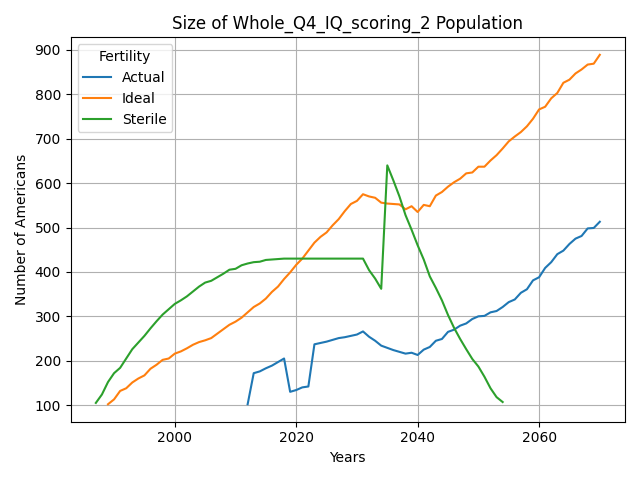 Size of Whole_Q4_IQ_scoring_2 Population
Fertility
Actual
Ideal
Sterile
Number of Americans
900
800
700
600
500
400
300
200
100
2000
2020
2040
2060
Years